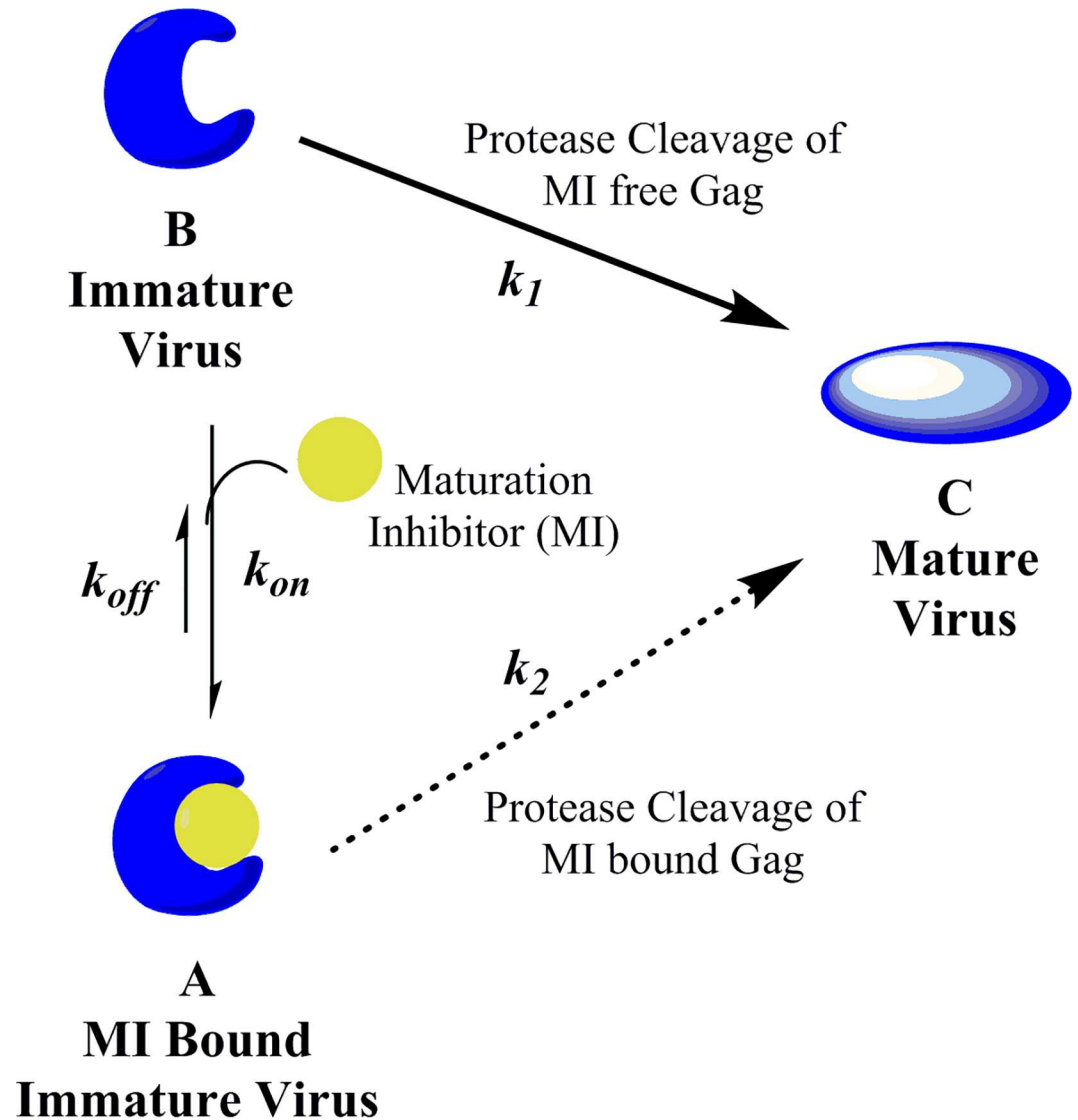 Protease Cleavage of
MI free Gag
k1
B
Immature
Virus
Maturation
Inhibitor (MI)
koff
kon
C
Mature
Virus
k2
Protease Cleavage of
MI bound Gag
A
MI Bound
Immature Virus